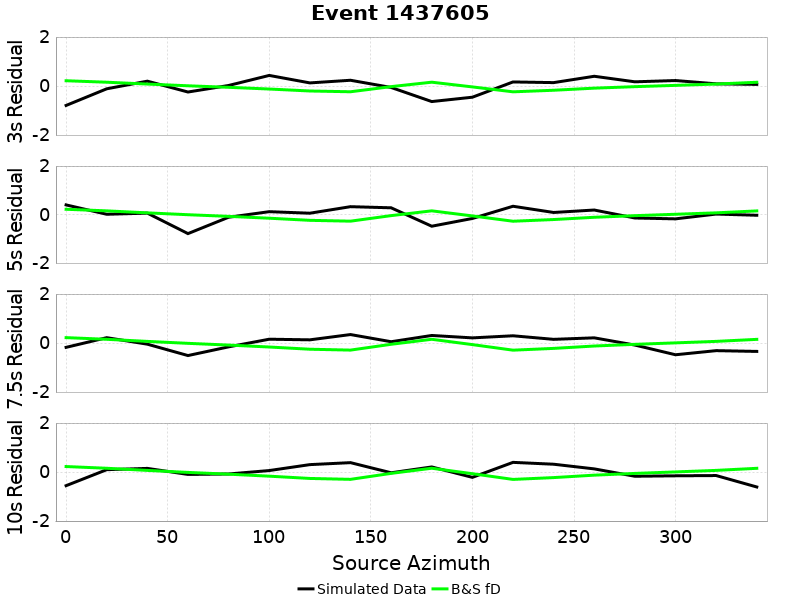 Event 1437605
3s Residual
2
0
-2
5s Residual
2
0
-2
7.5s Residual
2
0
-2
10s Residual
2
0
-2
0 50 100 150 200 250 300
Source Azimuth
Simulated Data B&S fD